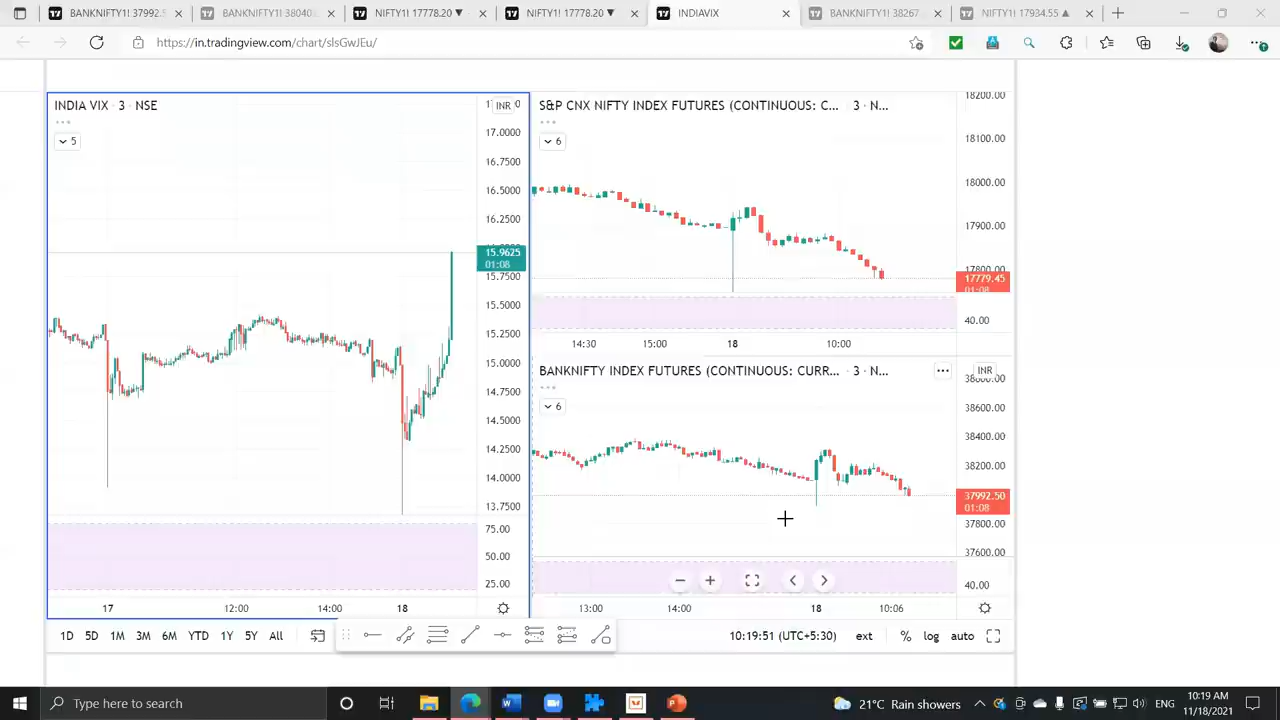 BANKNIFTY1! 37992.5
BANKNIFTY1! 38040
NIFTY1! 17778.20 ▼
NIFTY1! 17778.20 ▼
INDIAVIX
BANKNIFTY1! 38267
NIFTY1! 17934.55 ▲
https://in.tradingview.com/chart/slsGwJEu/
INDIA VIX · 3 · NSE
INR
5
17.0000
16.7500
16.5000
16.2500
15.9625
01:08
15.7500
15.5000
15.2500
15.0000
14.7500
14.5000
14.2500
14.0000
13.7500
75.00
50.00
25.00
17
12:00
14:00
18
S&P CNX NIFTY INDEX FUTURES (CONTINUOUS: C... · 3 · N...
6
18200.00
18100.00
18000.00
17900.00
17800.00
17779.45
01:08
40.00
14:30
15:00
18
10:00
BANKNIFTY INDEX FUTURES (CONTINUOUS: CURR... · 3 · N...
INR
6
38800.00
38600.00
38400.00
38200.00
37992.50
01:08
37800.00
37600.00
40.00
13:00
14:00
18
10:06
1D 5D 1M 3M 6M YTD 1Y 5Y All
10:19:51 (UTC+5:30) ext % log auto
Type here to search
21°C Rain showers
ENG
10:19 AM
11/18/2021